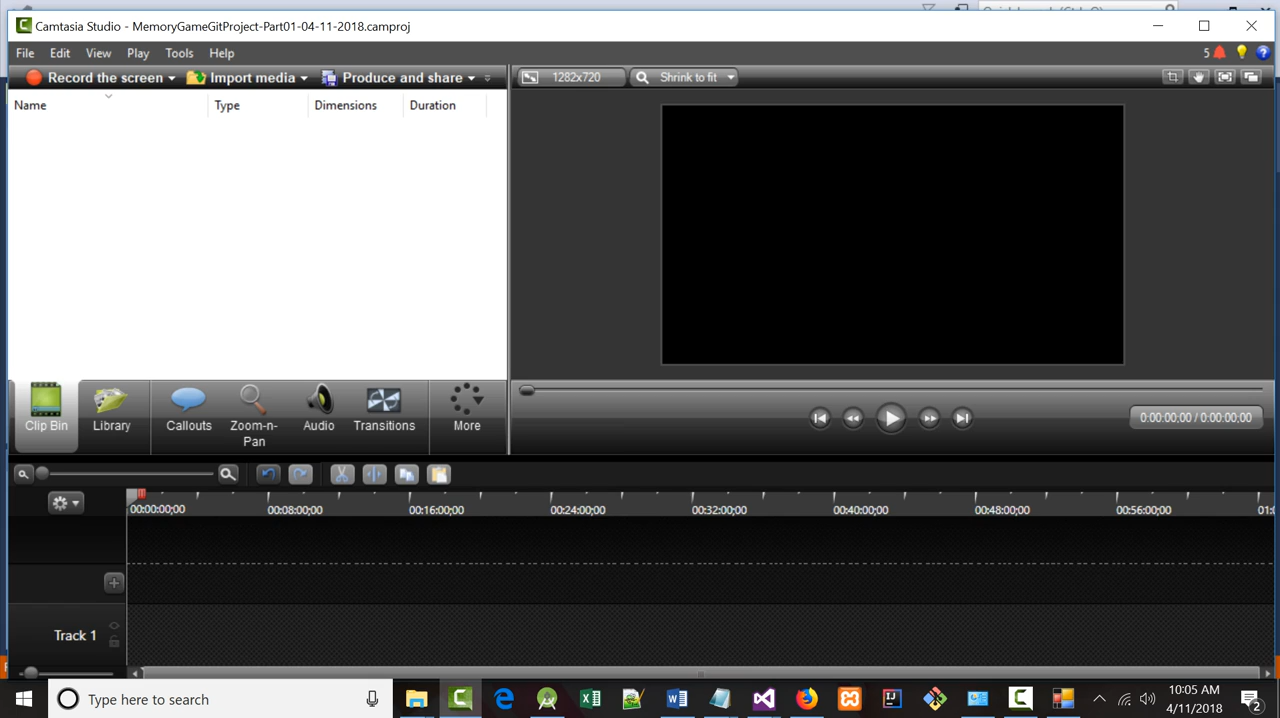 Camtasia Studio - MemoryGameGitProject-Part01-04-11-2018.camproj
File Edit View Play Tools Help
5
Record the screen Import media Produce and share
1282x720 Shrink to fit
Name Type Dimensions Duration
Clip Bin Library Callouts Zoom-n-Pan Audio Transitions More
0:00:00;00 / 0:00:00;00
00:00:00;00 00:08:00;00 00:16:00;00 00:24:00;00 00:32:00;00 00:40:00;00 00:48:00;00 00:56:00;00
Track 1
Type here to search
10:05 AM
4/11/2018
2